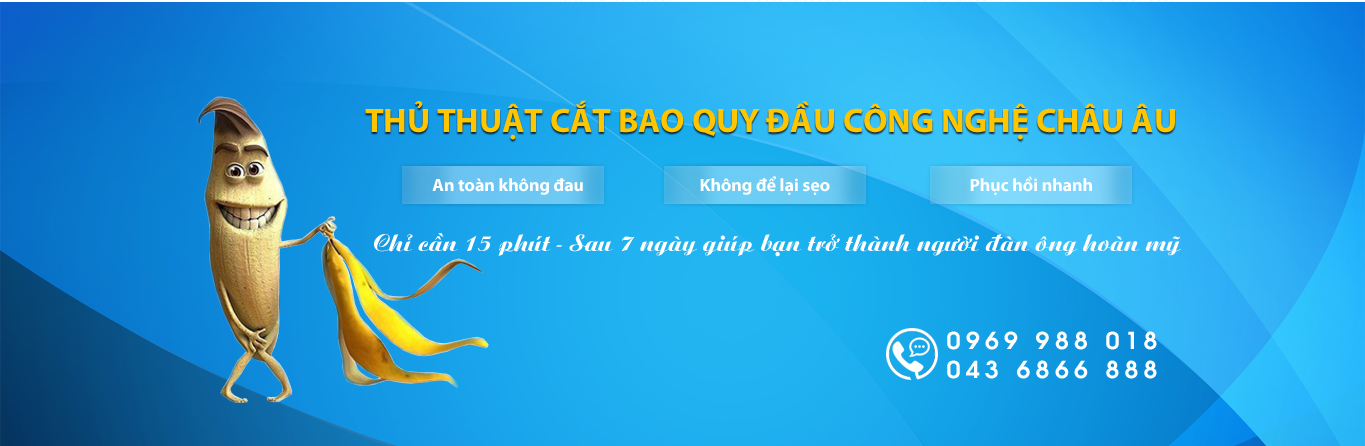 THỦ THUẬT CẮT BAO QUY ĐẦU CÔNG NGHỆ CHÂU ÂU
An toàn không đau
Không để lại sẹo
Phục hồi nhanh
Chỉ cần 15 phút - Sau 7 ngày giúp bạn trở thành người đàn ông hoàn mỹ
0969 988 018
043 6866 888